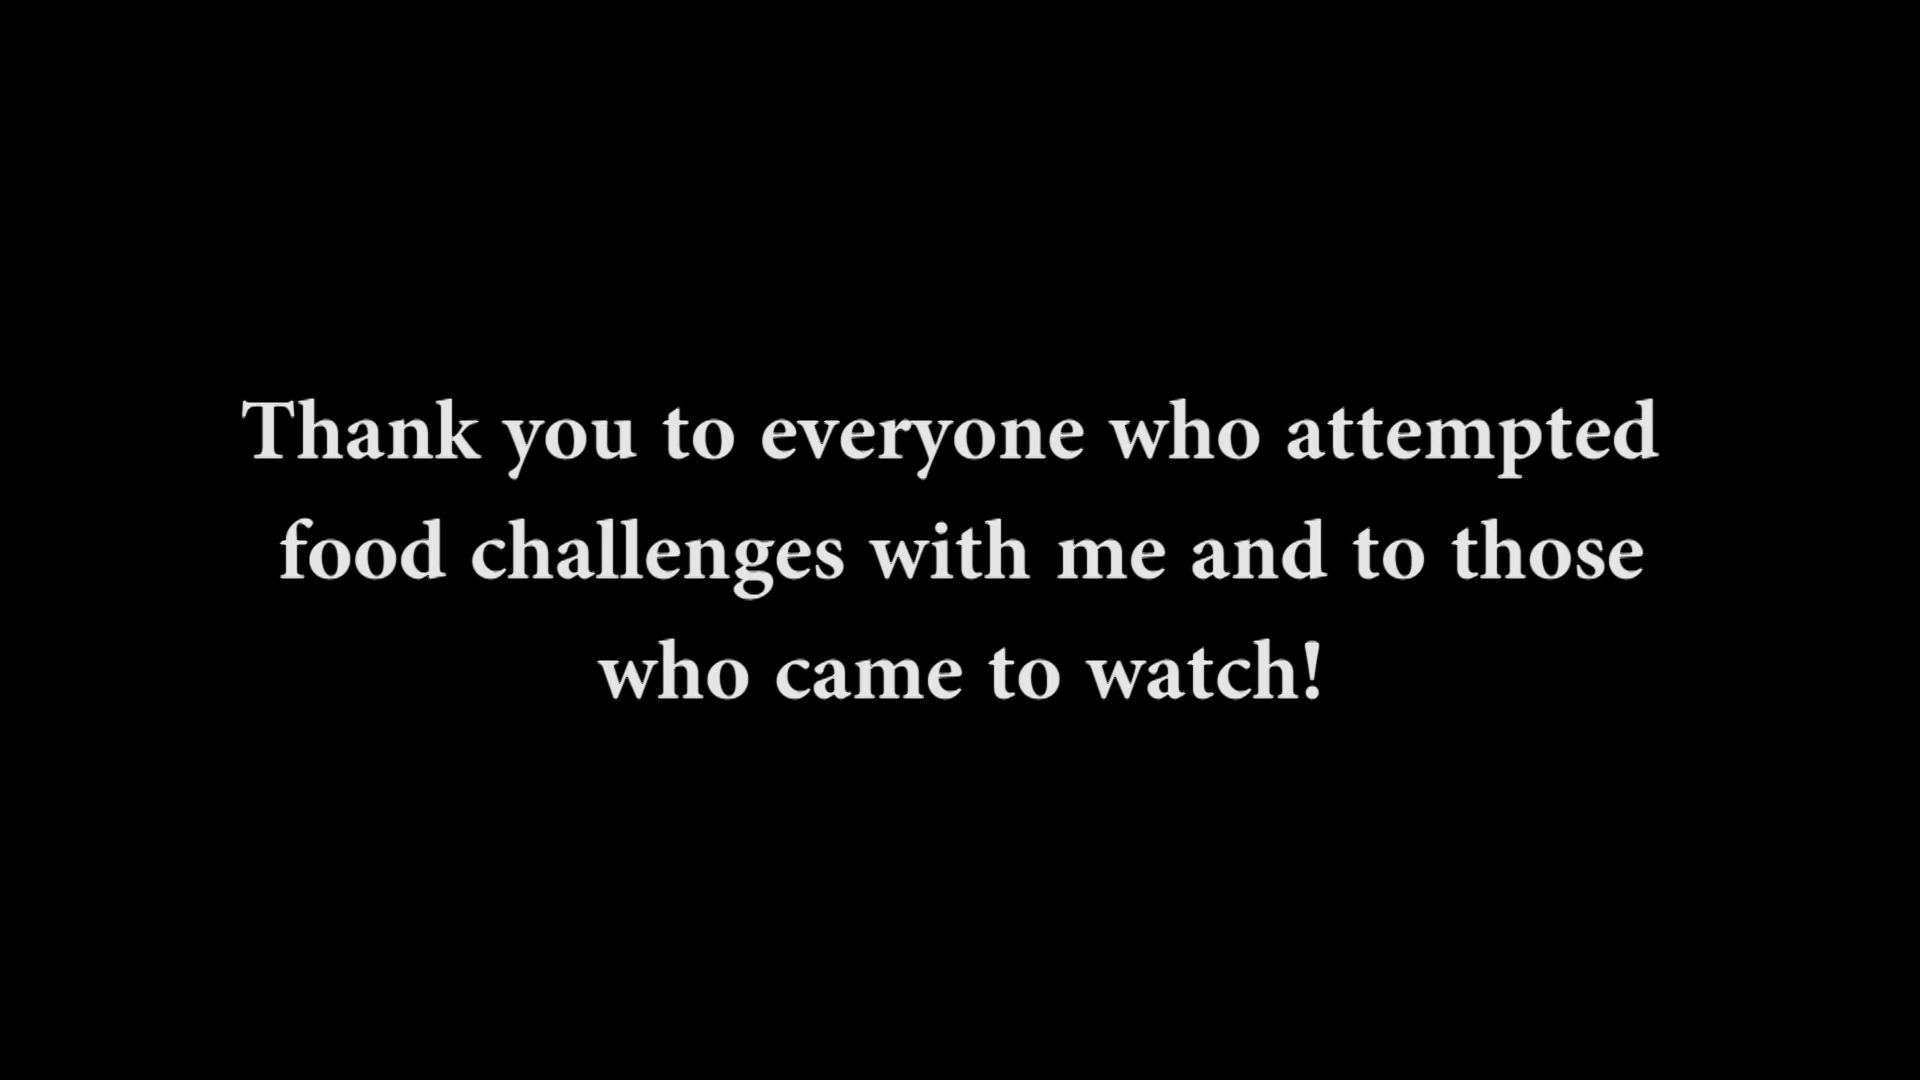 Thank you to everyone who attempted
food challenges with me and to those
who came to watch!